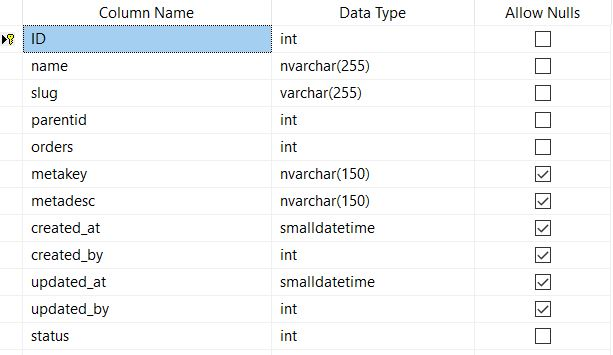 Column Name Data Type Allow Nulls
ID int
name nvarchar(255)
slug varchar(255)
parentid int
orders int
metakey nvarchar(150)
metadesc nvarchar(150)
created_at smalldatetime
created_by int
updated_at smalldatetime
updated_by int
status int